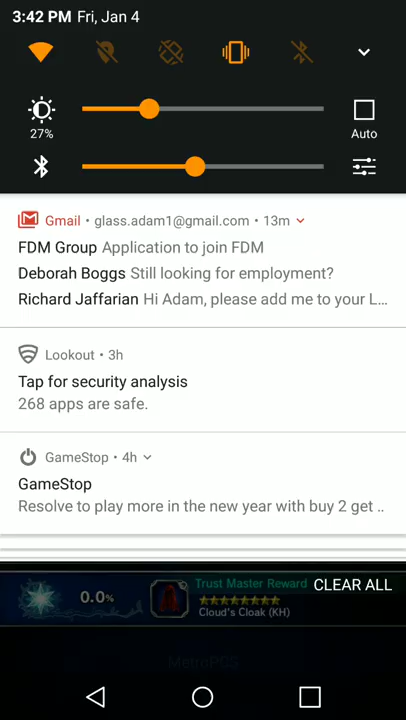 3:42 PM Fri, Jan 4
27%
Auto
Gmail • glass.adam1@gmail.com • 13m
FDM Group Application to join FDM
Deborah Boggs Still looking for employment?
Richard Jaffarian Hi Adam, please add me to your L...
Lookout • 3h
Tap for security analysis
268 apps are safe.
GameStop • 4h
GameStop
Resolve to play more in the new year with buy 2 get ..
0.0%
Trust Master Reward
CLEAR ALL
Cloud's Cloak (KH)
MetroPCS